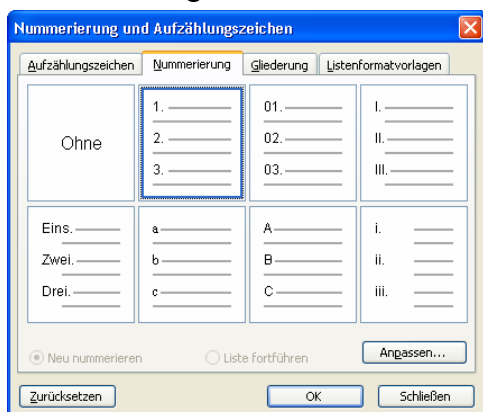 Nummerierung und Aufzählungszeichen
Aufzählungszeichen Nummerierung Gliederung Listenformatvorlagen
Ohne
1.
2.
3.
01.
02.
03.
I.
II.
III.
Eins.
Zwei.
Drei.
a
b
c
A
B
C
i.
ii.
iii.
Neu nummerieren Liste fortführen Anpassen...
Zurücksetzen OK Schließen